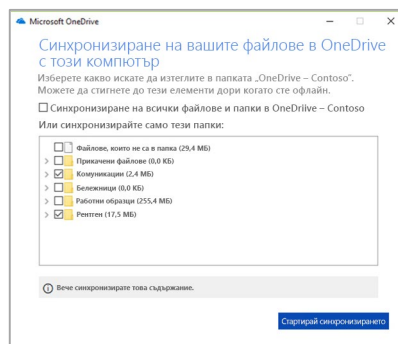 Microsoft OneDrive
Синхронизиране на вашите файлове в OneDrive
с този компютър
Изберете какво искате да изтеглите в папката „OneDrive – Contoso".
Можете да стигнете до тези елементи дори когато сте офлайн.
Синхронизиране на всички файлове и папки в OneDriive – Contoso
Или синхронизирайте само тези папки:
Файлове, които не са в папка (29,4 МБ)
Прикачени файлове (0,0 КБ)
Комуникации (2,4 МБ)
Бележници (0,0 КБ)
Работни образци (255,4 МБ)
Рентген (17,5 МБ)
Вече синхронизирате това съдържание.
Стартирай синхронизирането